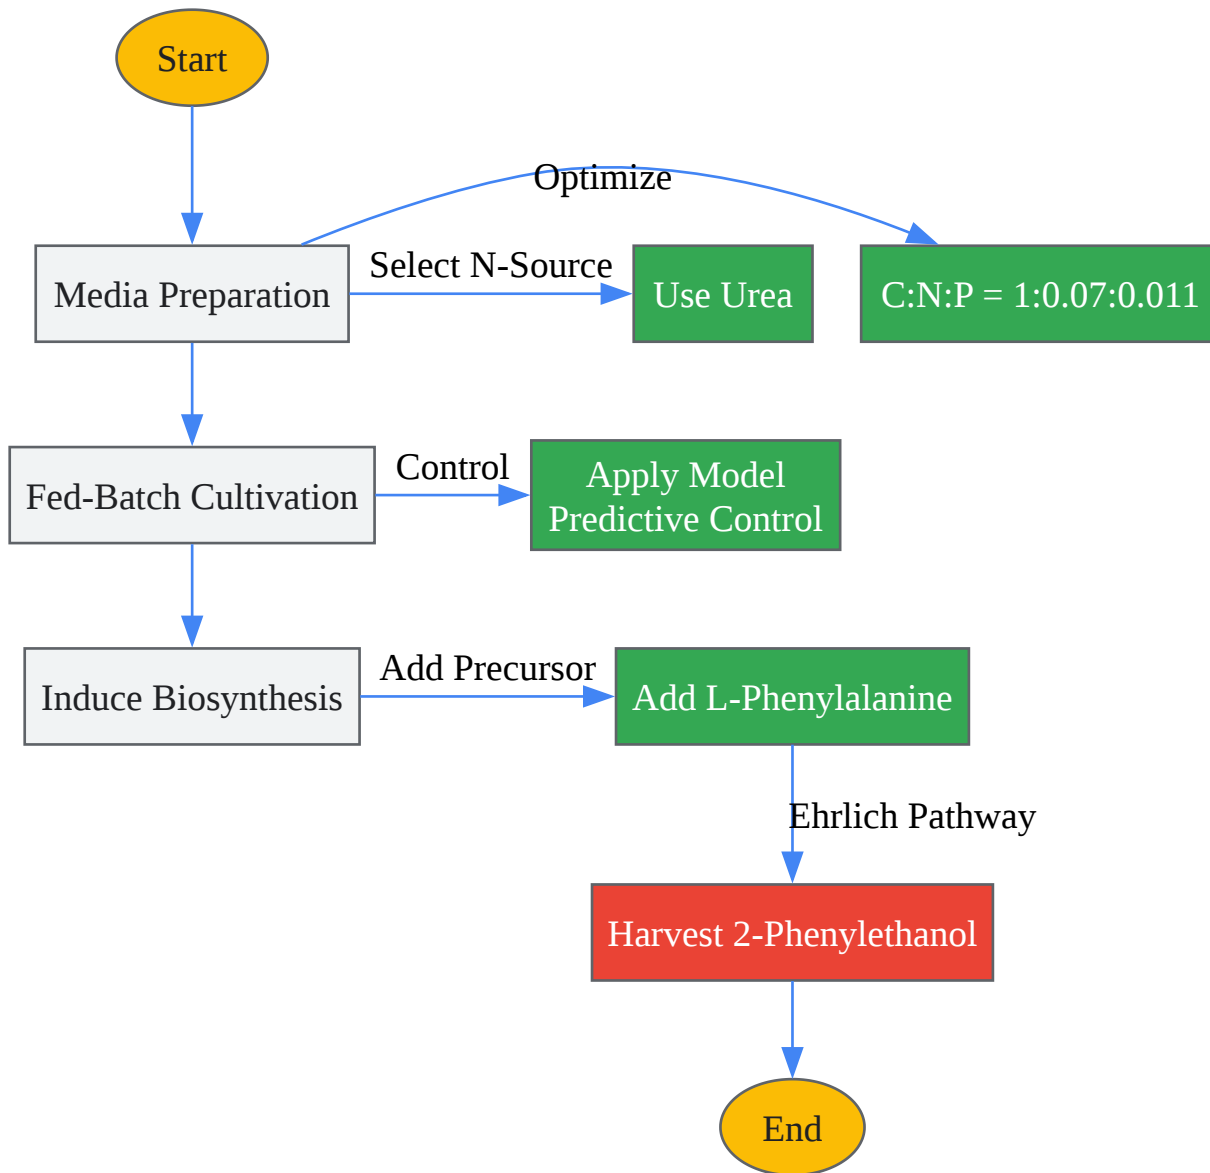 Start
Optimize
Media Preparation
Select N-Source
Use Urea
C:N:P = 1:0.07:0.011
Fed-Batch Cultivation
Control
Apply Model
Predictive Control
Induce Biosynthesis
Add Precursor
Add L-Phenylalanine
Ehrlich Pathway
Harvest 2-Phenylethanol
End